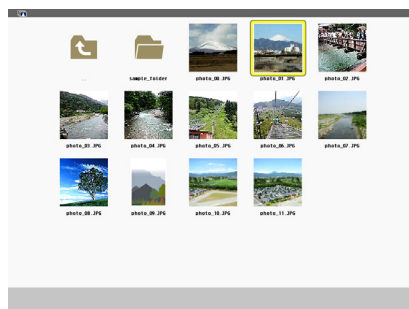 ..
sample_folder
photo_00.JPG
photo_01.JPG
photo_02.JPG
photo_03.JPG
photo_04.JPG
photo_05.JPG
photo_06.JPG
photo_07.JPG
photo_08.JPG
photo_09.JPG
photo_10.JPG
photo_11.JPG